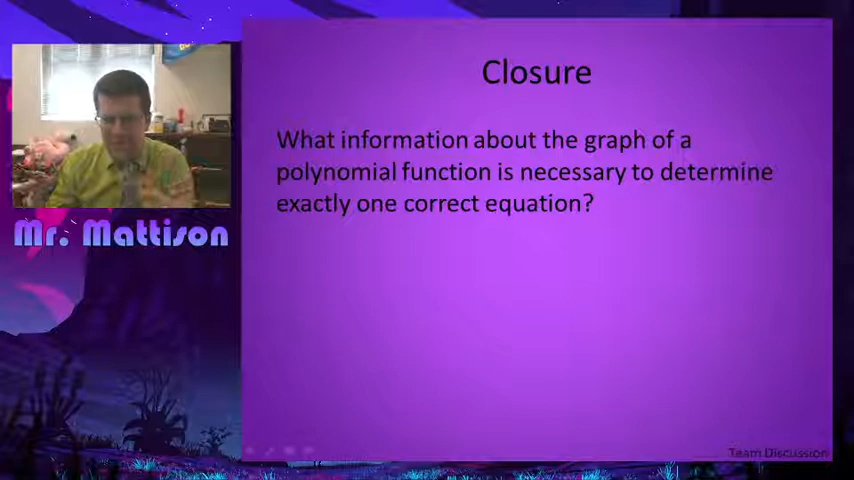 Closure
What information about the graph of a
polynomial function is necessary to determine
exactly one correct equation?
Mr. Mattison
Team Discussion